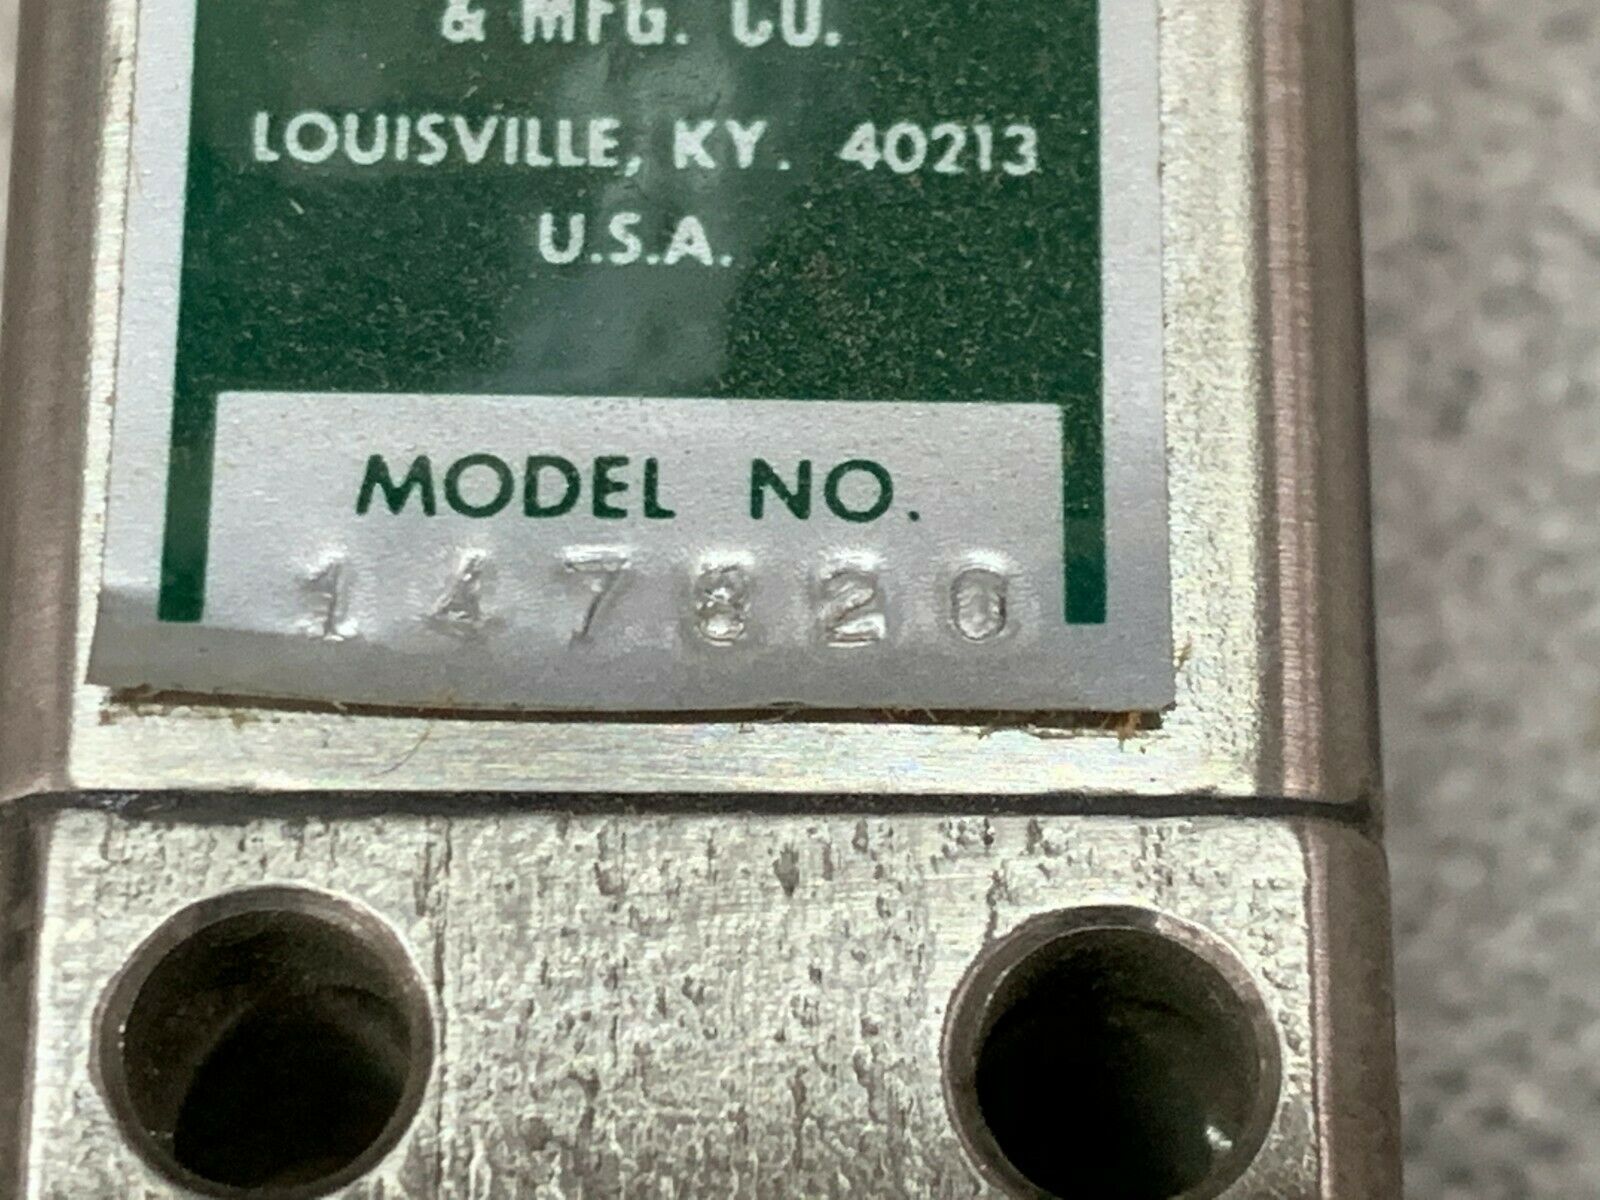 & MFG. CO.
LOUISVILLE, KY. 40213
U.S.A.
MODEL NO.
147820